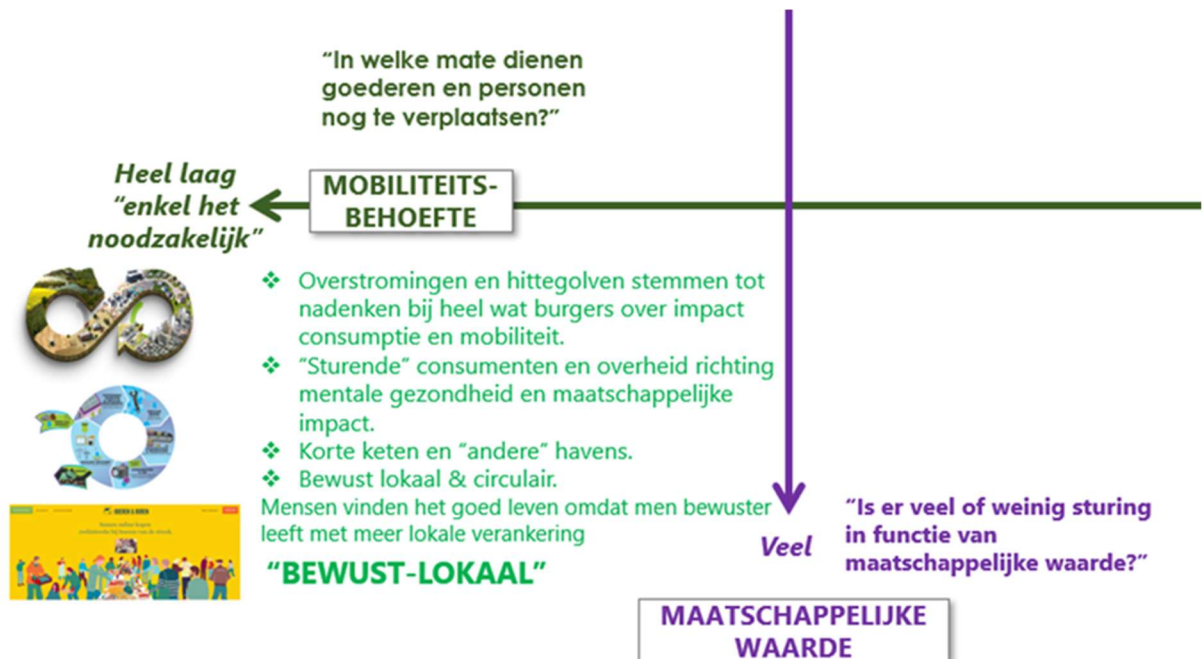 “In welke mate dienen
goederen en personen
nog te verplaatsen?”
Heel laag
“enkel het
noodzakelijk”
MOBILITEITS-
BEHOEFTE
❖ Overstromingen en hittegolven stemmen tot
nadenken bij heel wat burgers over impact
consumptie en mobiliteit.
❖ “Sturende” consumenten en overheid richting
mentale gezondheid en maatschappelijke
impact.
❖ Korte keten en “andere” havens.
❖ Bewust lokaal & circulair.
Mensen vinden het goed leven omdat men bewuster
leeft met meer lokale verankering
“BEWUST-LOKAAL”
Veel
“Is er veel of weinig sturing
in functie van
maatschappelijke waarde?”
MAATSCHAPPELIJKE
WAARDE